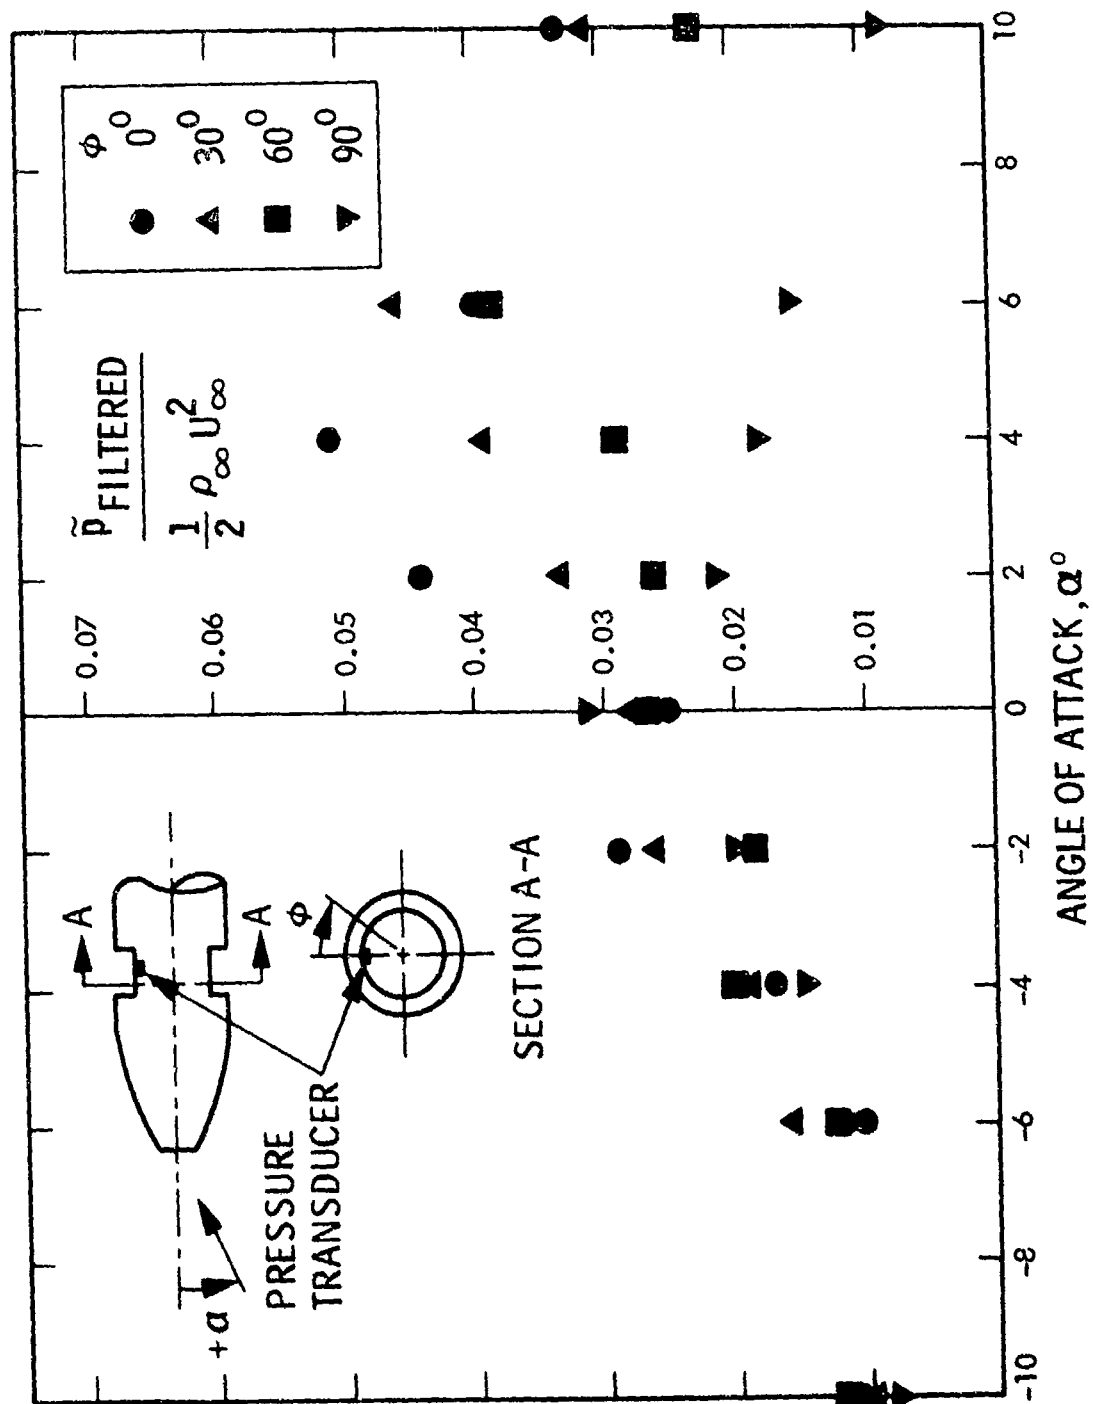 p̃ FILTERED
1/2 ρ∞ U∞²
φ
● 0°
▲ 30°
■ 60°
▼ 90°
+α
PRESSURE
TRANSDUCER
A
A
φ
SECTION A-A
0.07
0.06
0.05
0.04
0.03
0.02
0.01
-10 -8 -6 -4 -2 0 2 4 6 8 10
ANGLE OF ATTACK, α°